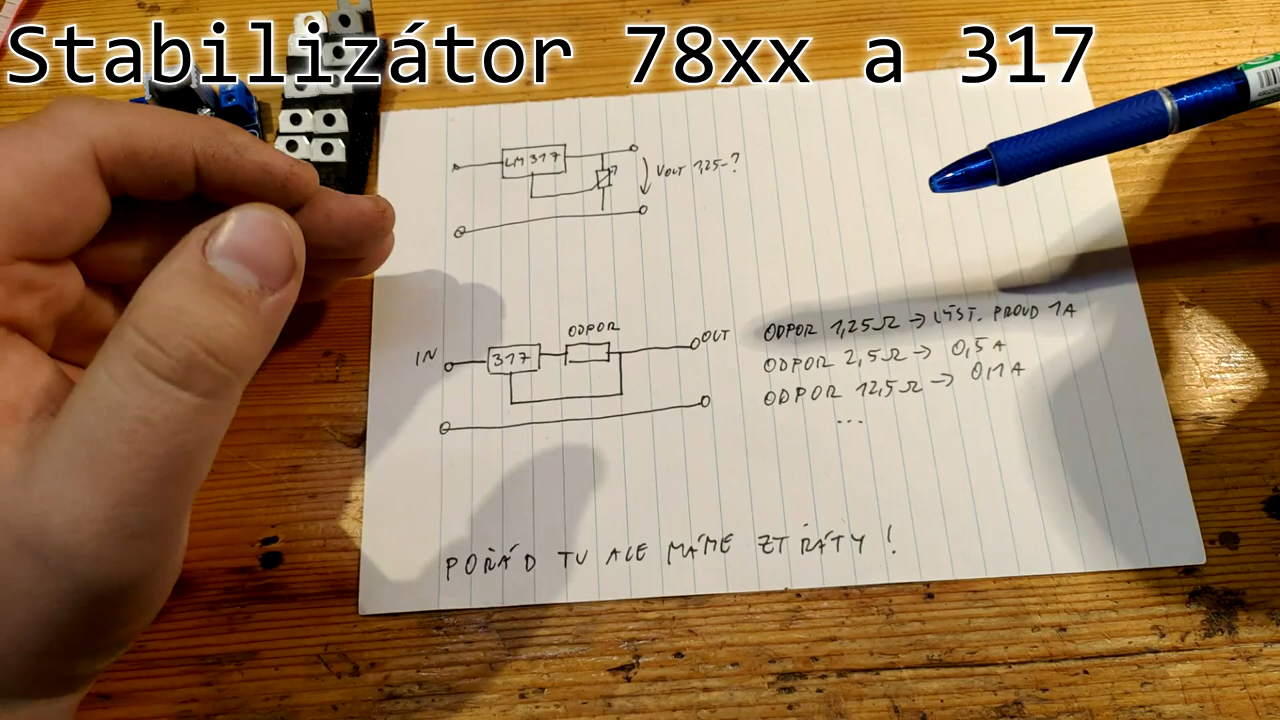 Stabilizátor 78xx a 317
LM317
VOUT 1,25-?
ODPOR
IN
317
OUT
ODPOR 1,25Ω → VÝST. PROUD 1A
ODPOR 2,5Ω → 0,5A
ODPOR 12,5Ω → 0,1A
...
POŘÁD TU ALE MÁME ZTRÁTY!